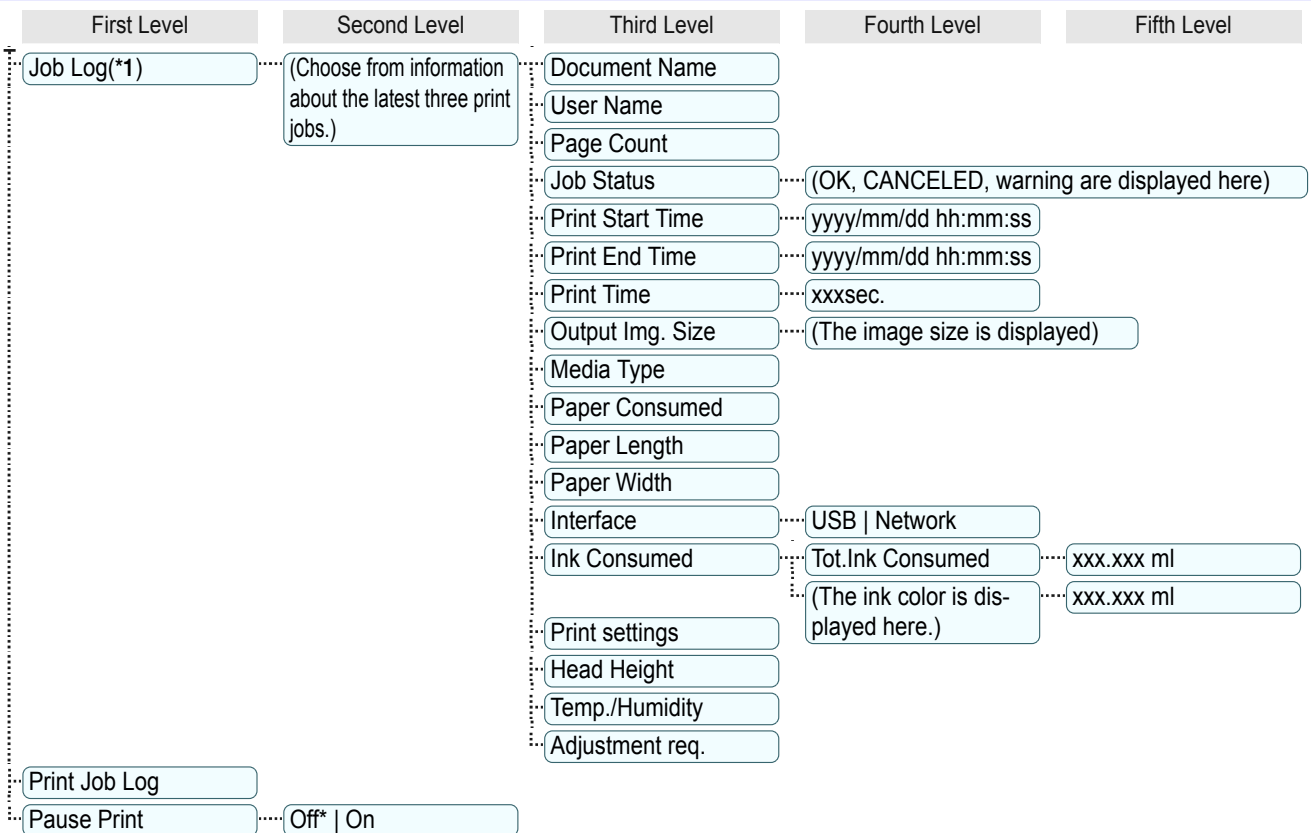 First Level Second Level Third Level Fourth Level Fifth Level
Job Log(*1) (Choose from information Document Name
about the latest three print
jobs.)
User Name
Page Count
Job Status (OK, CANCELED, warning are displayed here)
Print Start Time yyyy/mm/dd hh:mm:ss
Print End Time yyyy/mm/dd hh:mm:ss
Print Time xxxsec.
Output Img. Size (The image size is displayed)
Media Type
Paper Consumed
Paper Length
Paper Width
Interface USB | Network
Ink Consumed Tot.Ink Consumed xxx.xxx ml
(The ink color is dis- xxx.xxx ml
played here.)
Print settings
Head Height
Temp./Humidity
Adjustment req.
Print Job Log
Pause Print Off* | On